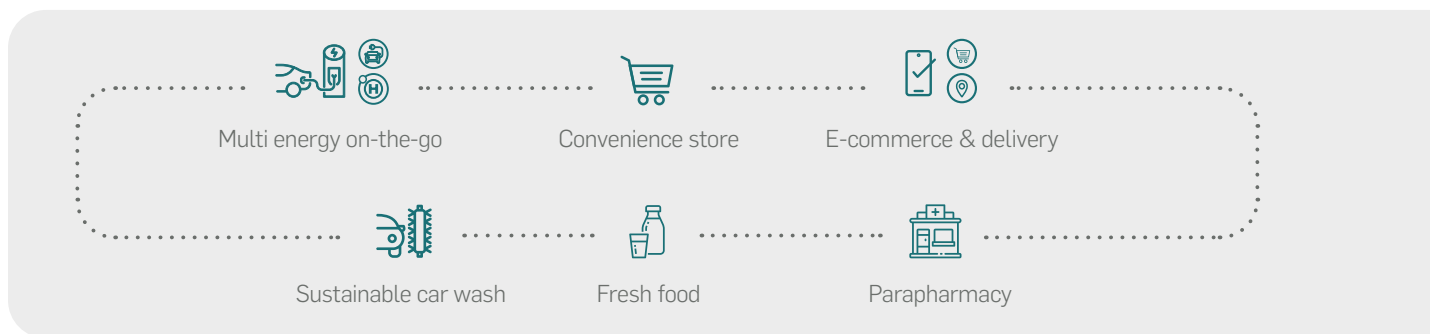 Multi energy on-the-go
Convenience store
E-commerce & delivery
Sustainable car wash
Fresh food
Parapharmacy